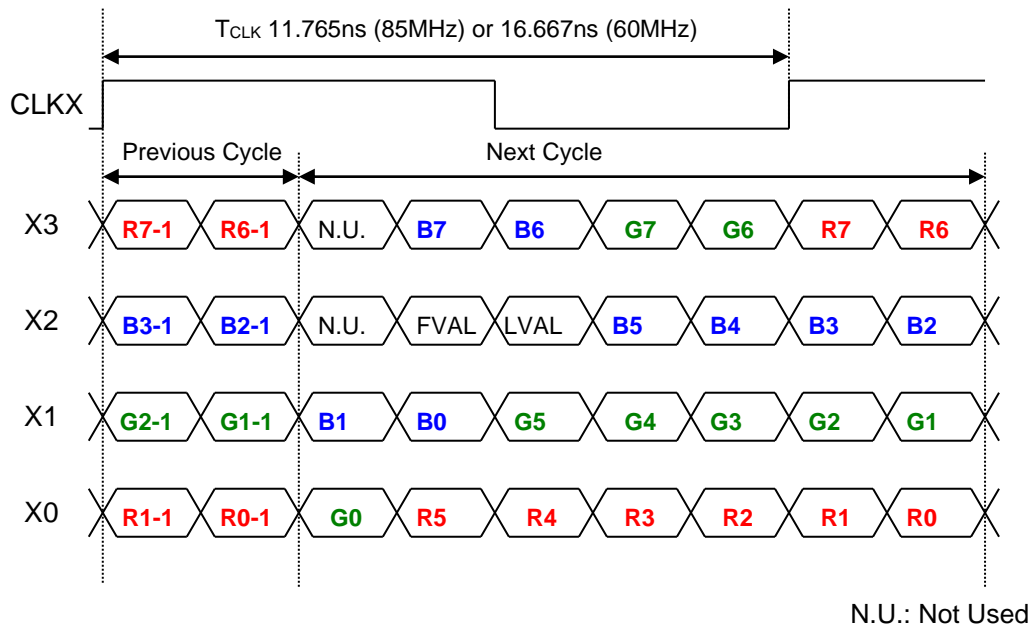 TCLK 11.765ns (85MHz) or 16.667ns (60MHz)
CLKX
Previous Cycle Next Cycle
X3 R7-1 R6-1 N.U. B7 B6 G7 G6 R7 R6
X2 B3-1 B2-1 N.U. FVAL LVAL B5 B4 B3 B2
X1 G2-1 G1-1 B1 B0 G5 G4 G3 G2 G1
X0 R1-1 R0-1 G0 R5 R4 R3 R2 R1 R0
N.U.: Not Used